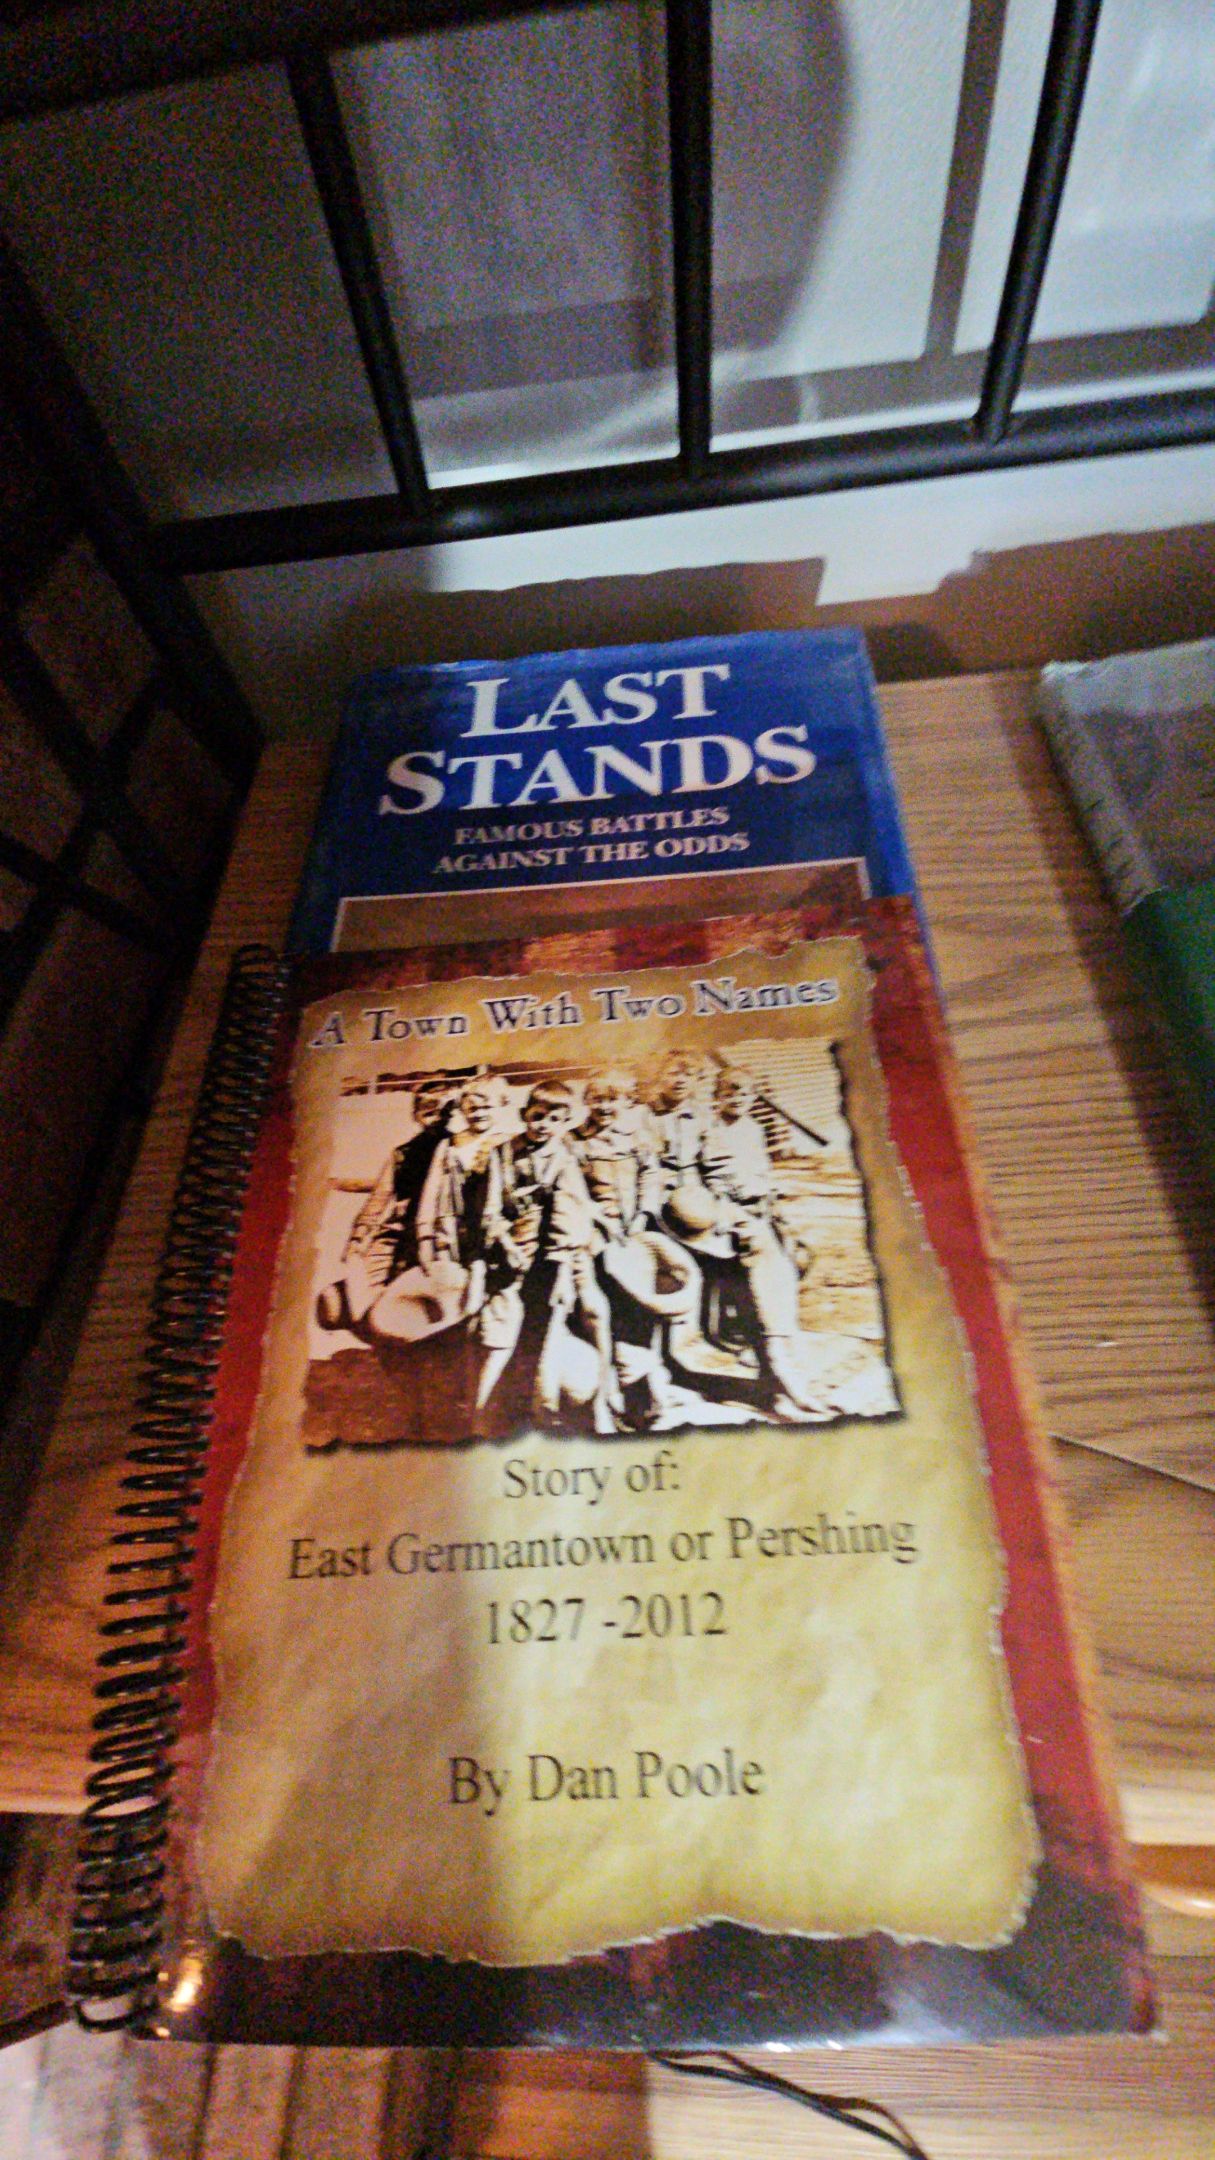 LAST
STANDS
FAMOUS BATTLES
AGAINST THE ODDS
A Town With Two Names
Story of:
East Germantown or Pershing
1827 -2012
By Dan Poole